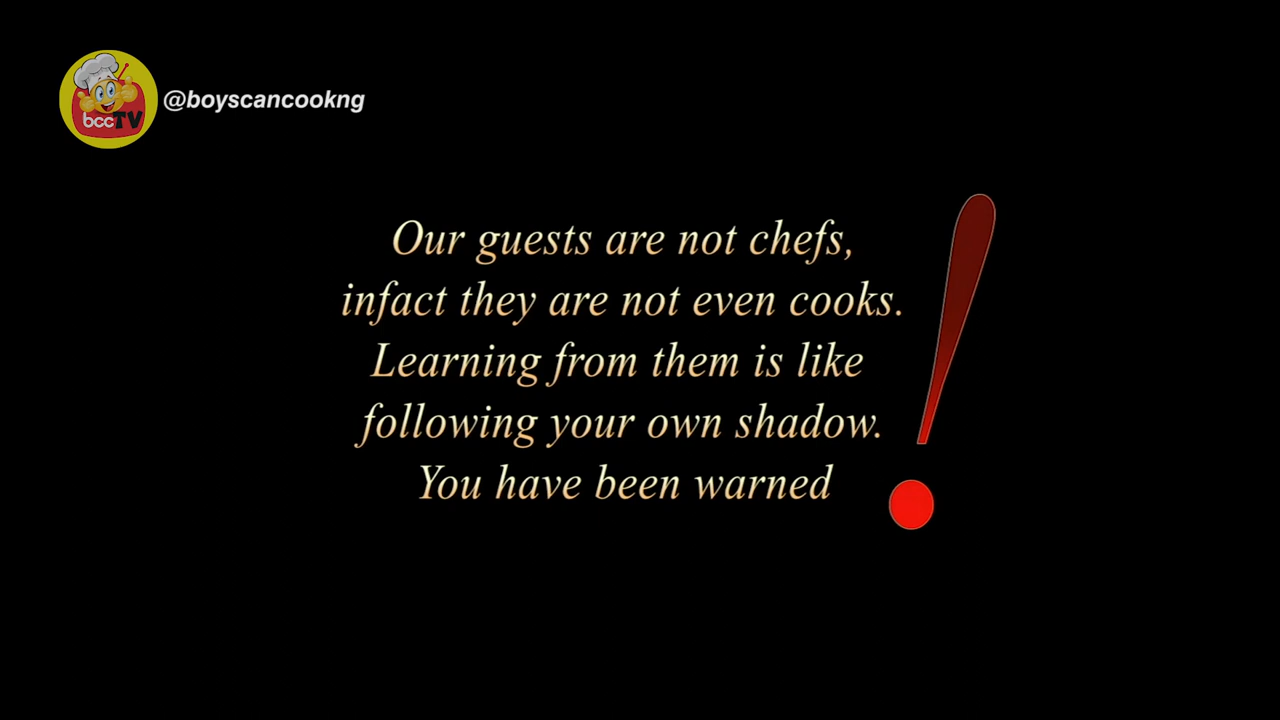 bccTV
@boyscancookng
Our guests are not chefs,
infact they are not even cooks.
Learning from them is like
following your own shadow.
You have been warned
!